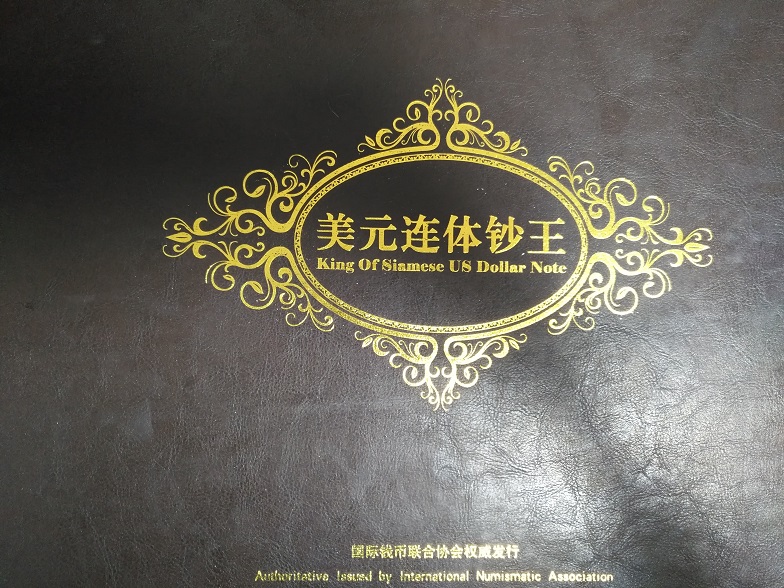 美元连体钞王
King Of Siamese US Dollar Note
国际钱币联合协会权威发行
Authoritative Issued by International Numismatic Association